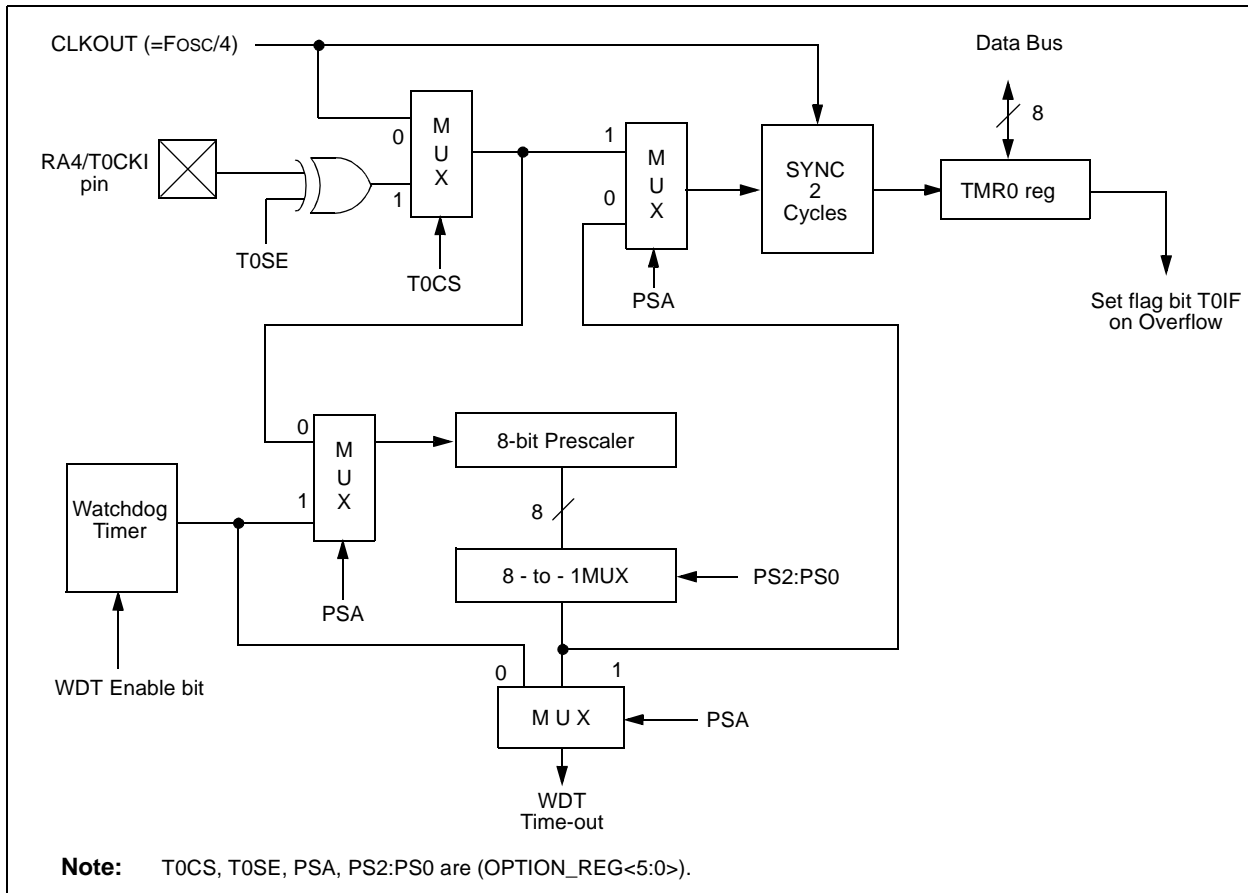 CLKOUT (=FOSC/4)
Data Bus
8
RA4/T0CKI
pin
0
1
M
U
X
T0SE
T0CS
1
0
M
U
X
PSA
SYNC
2
Cycles
TMR0 reg
Set flag bit T0IF
on Overflow
0
1
M
U
X
PSA
8-bit Prescaler
8
Watchdog
Timer
WDT Enable bit
8 - to - 1MUX
PS2:PS0
0
1
M U X
PSA
WDT
Time-out
Note: T0CS, T0SE, PSA, PS2:PS0 are (OPTION_REG<5:0>).